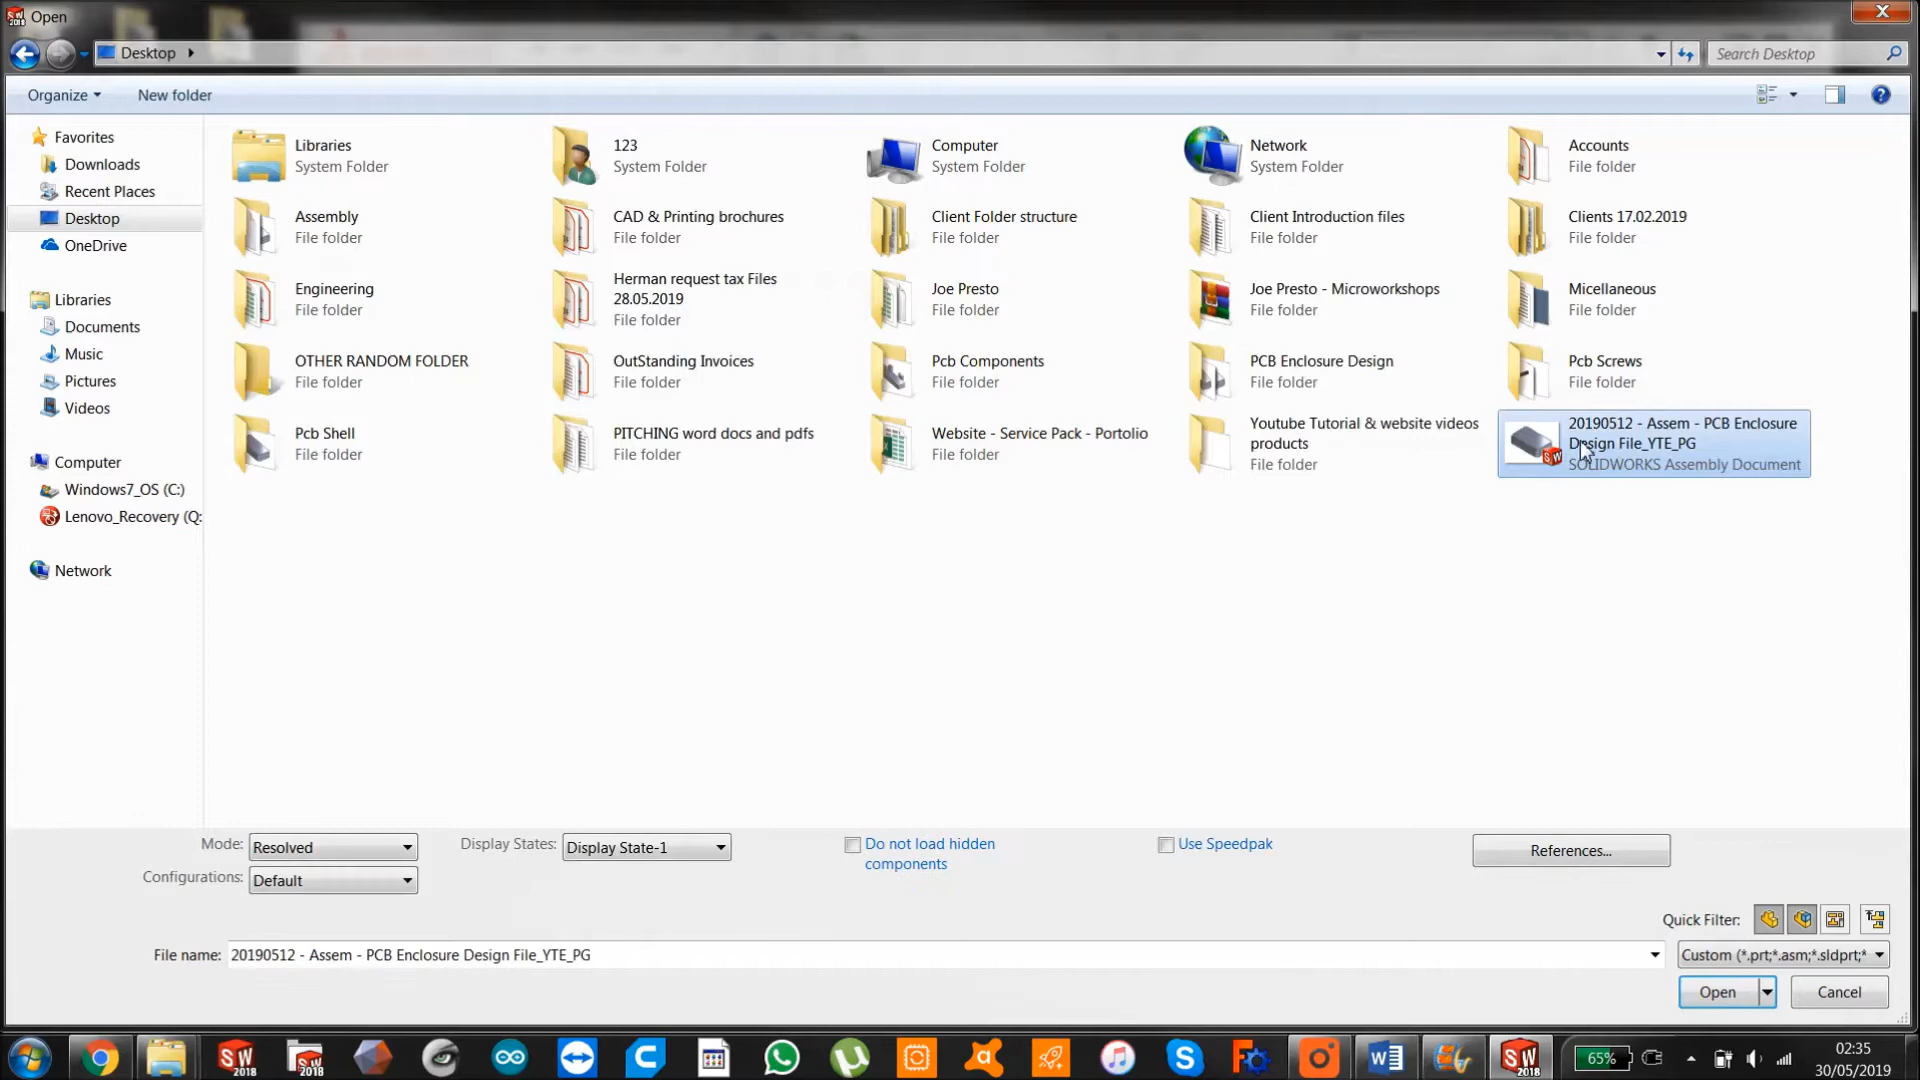 Open
Desktop
Search Desktop
Organize
New folder
Favorites
Downloads
Recent Places
Desktop
OneDrive
Libraries
Documents
Music
Pictures
Videos
Computer
Windows7_OS (C:)
Lenovo_Recovery (Q:
Network
Libraries
System Folder
123
System Folder
Computer
System Folder
Network
System Folder
Accounts
File folder
Assembly
File folder
CAD & Printing brochures
File folder
Client Folder structure
File folder
Client Introduction files
File folder
Clients 17.02.2019
File folder
Engineering
File folder
Herman request tax Files
28.05.2019
File folder
Joe Presto
File folder
Joe Presto - Microworkshops
File folder
Micellaneous
File folder
OTHER RANDOM FOLDER
File folder
OutStanding Invoices
File folder
Pcb Components
File folder
PCB Enclosure Design
File folder
Pcb Screws
File folder
Pcb Shell
File folder
PITCHING word docs and pdfs
File folder
Website - Service Pack - Portolio
File folder
Youtube Tutorial & website videos
products
File folder
20190512 - Assem - PCB Enclosure
Design File_YTE_PG
SOLIDWORKS Assembly Document
Mode: Resolved
Display States: Display State-1
Do not load hidden
components
Use Speedpak
References...
Configurations: Default
Quick Filter:
File name: 20190512 - Assem - PCB Enclosure Design File_YTE_PG
Custom (*.prt;*.asm;*.sldprt;*
Open
Cancel
SW
2018
2018
SW
2018
65%
02:35
30/05/2019